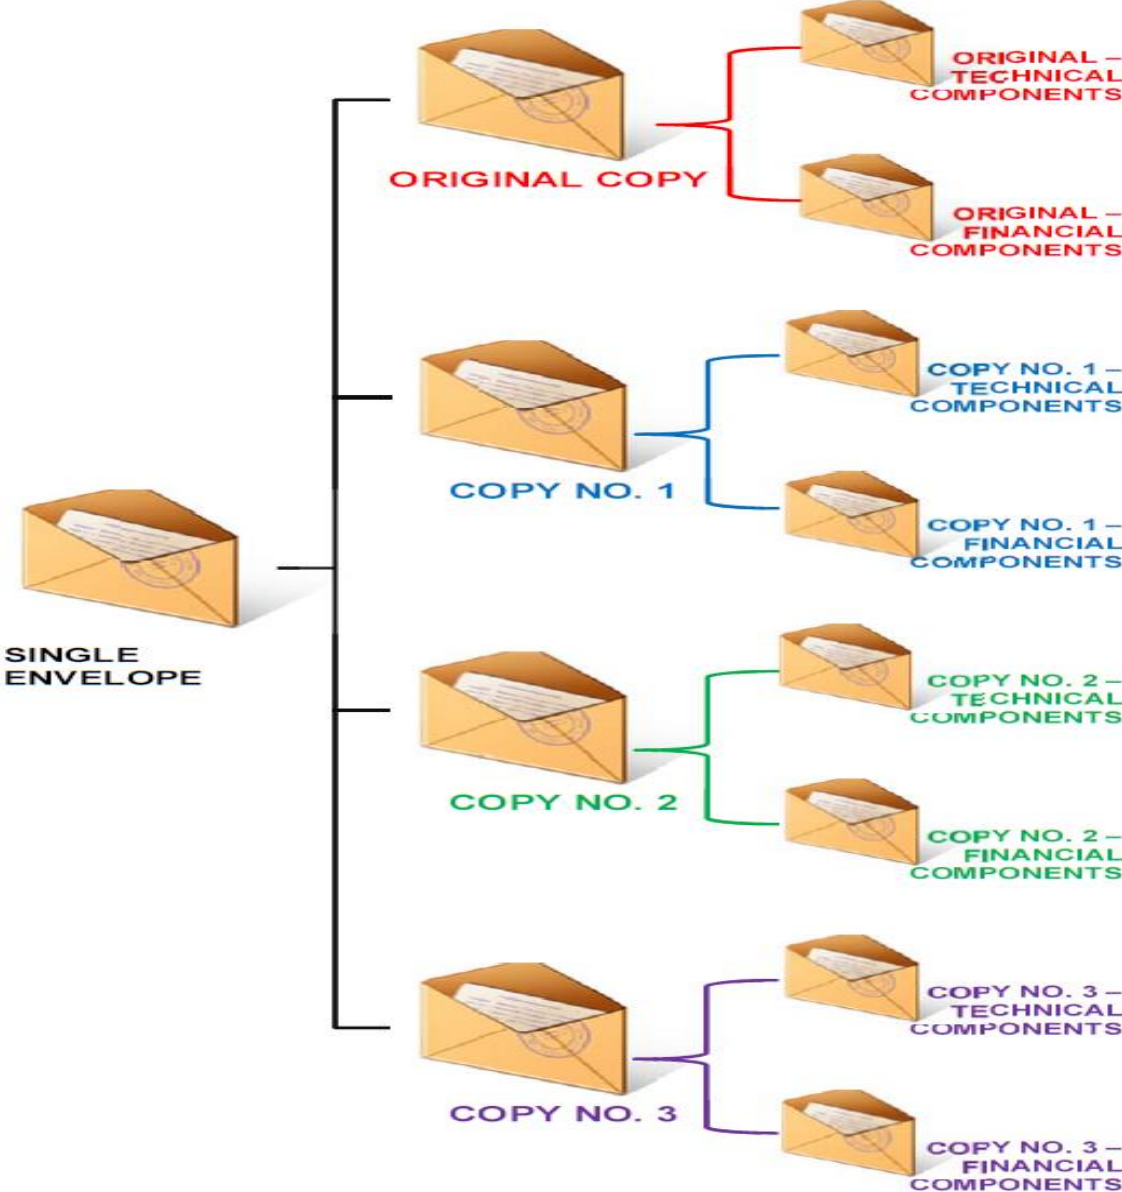 ORIGINAL COPY
ORIGINAL –
TECHNICAL
COMPONENTS
ORIGINAL –
FINANCIAL
COMPONENTS
COPY NO. 1
COPY NO. 1 –
TECHNICAL
COMPONENTS
COPY NO. 1 –
FINANCIAL
COMPONENTS
SINGLE
ENVELOPE
COPY NO. 2
COPY NO. 2 –
TECHNICAL
COMPONENTS
COPY NO. 2 –
FINANCIAL
COMPONENTS
COPY NO. 3
COPY NO. 3 –
TECHNICAL
COMPONENTS
COPY NO. 3 –
FINANCIAL
COMPONENTS